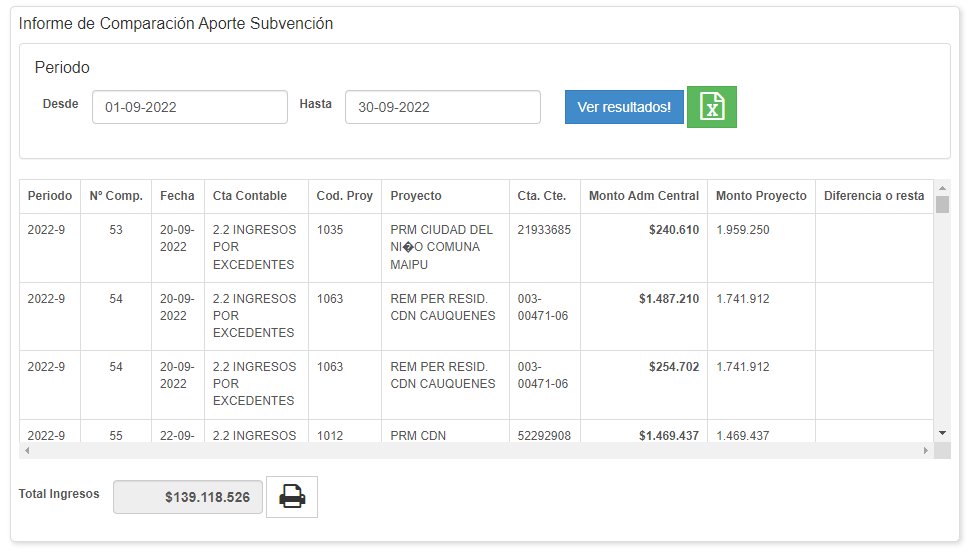 Informe de Comparación Aporte Subvención
Periodo
Desde 01-09-2022 Hasta 30-09-2022 Ver resultados!
Periodo Nº Comp. Fecha Cta Contable Cod. Proy Proyecto Cta. Cte. Monto Adm Central Monto Proyecto Diferencia o resta
2022-9 53 20-09- 2.2 INGRESOS 1035 PRM CIUDAD DEL 21933685 $240.610 1.959.250
2022 POR NI�O COMUNA
EXCEDENTES MAIPU
2022-9 54 20-09- 2.2 INGRESOS 1063 REM PER RESID. 003- $1.487.210 1.741.912
2022 POR CDN CAUQUENES 00471-06
EXCEDENTES
2022-9 54 20-09- 2.2 INGRESOS 1063 REM PER RESID. 003- $254.702 1.741.912
2022 POR CDN CAUQUENES 00471-06
EXCEDENTES
2022-9 55 22-09- 2.2 INGRESOS 1012 PRM CDN 52292908 $1.469.437 1.469.437
Total Ingresos $139.118.526